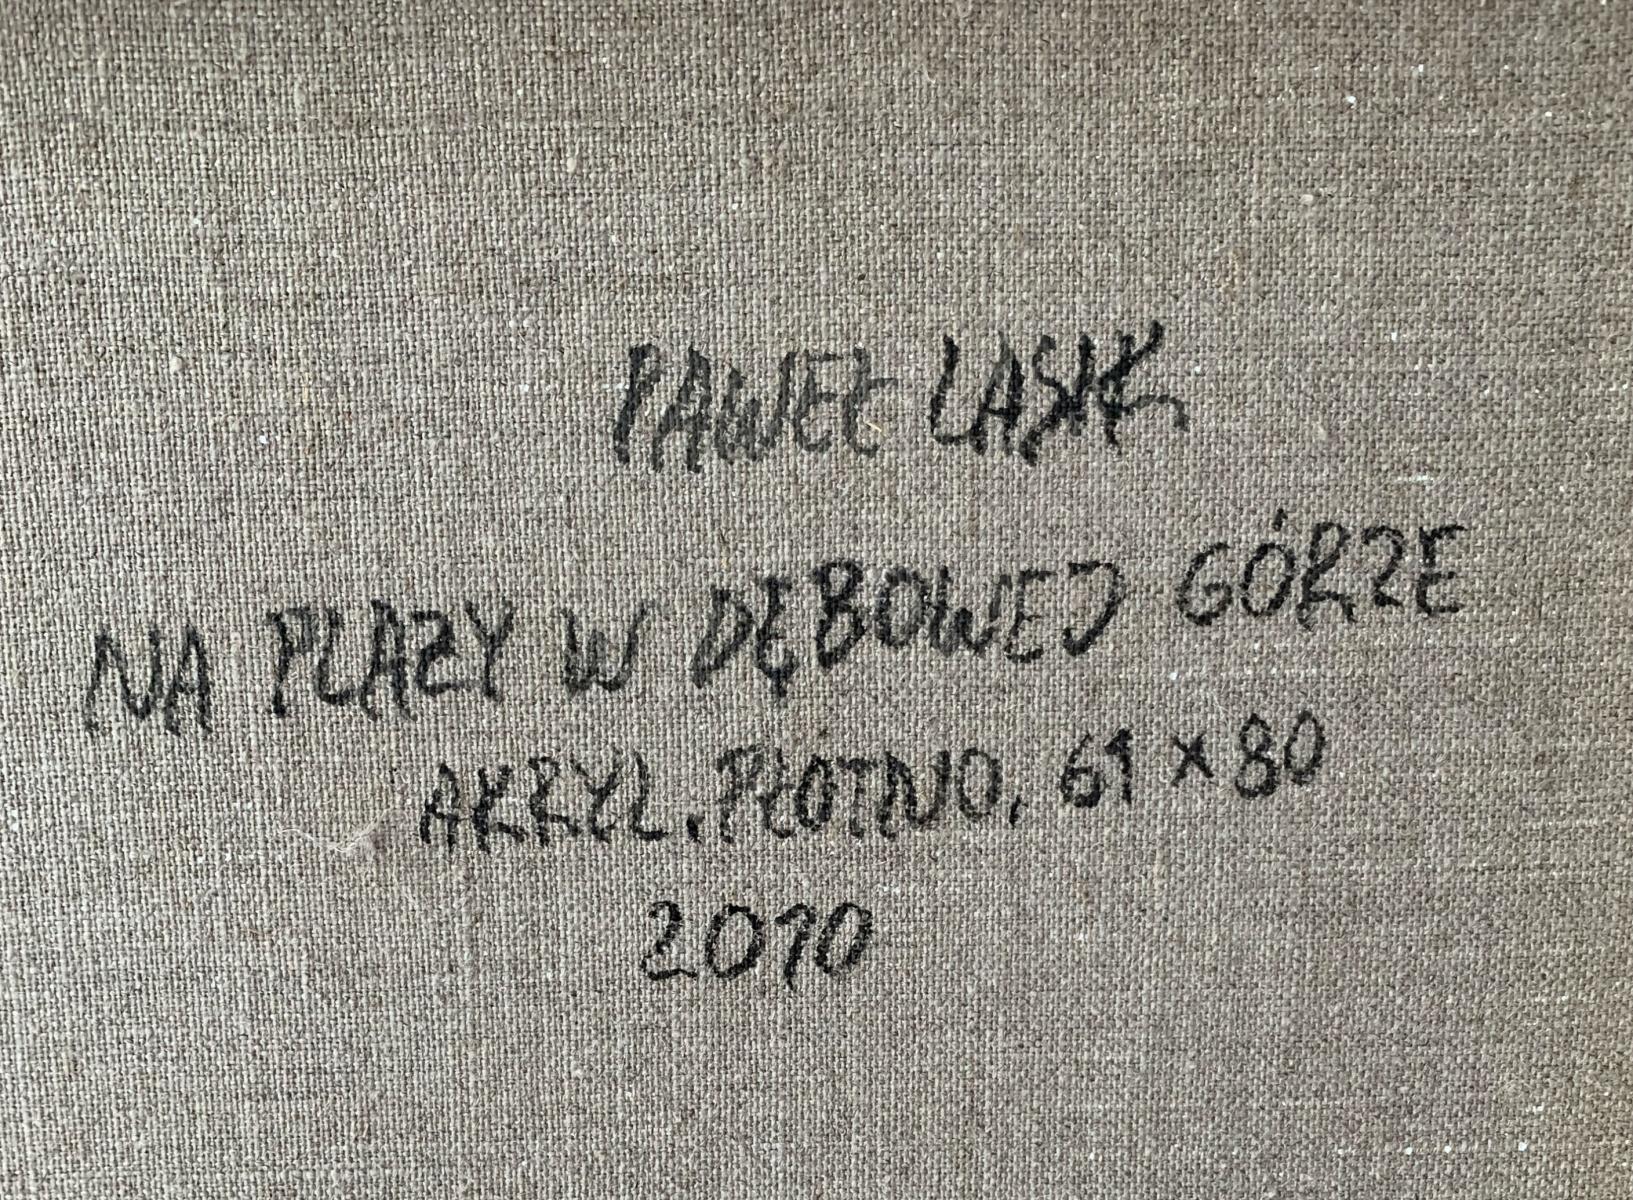 PAWEŁ LASIK
NA PLAŻY W DĘBOWEJ GÓRZE
AKRYL, PŁÓTNO, 61 x 80
2010